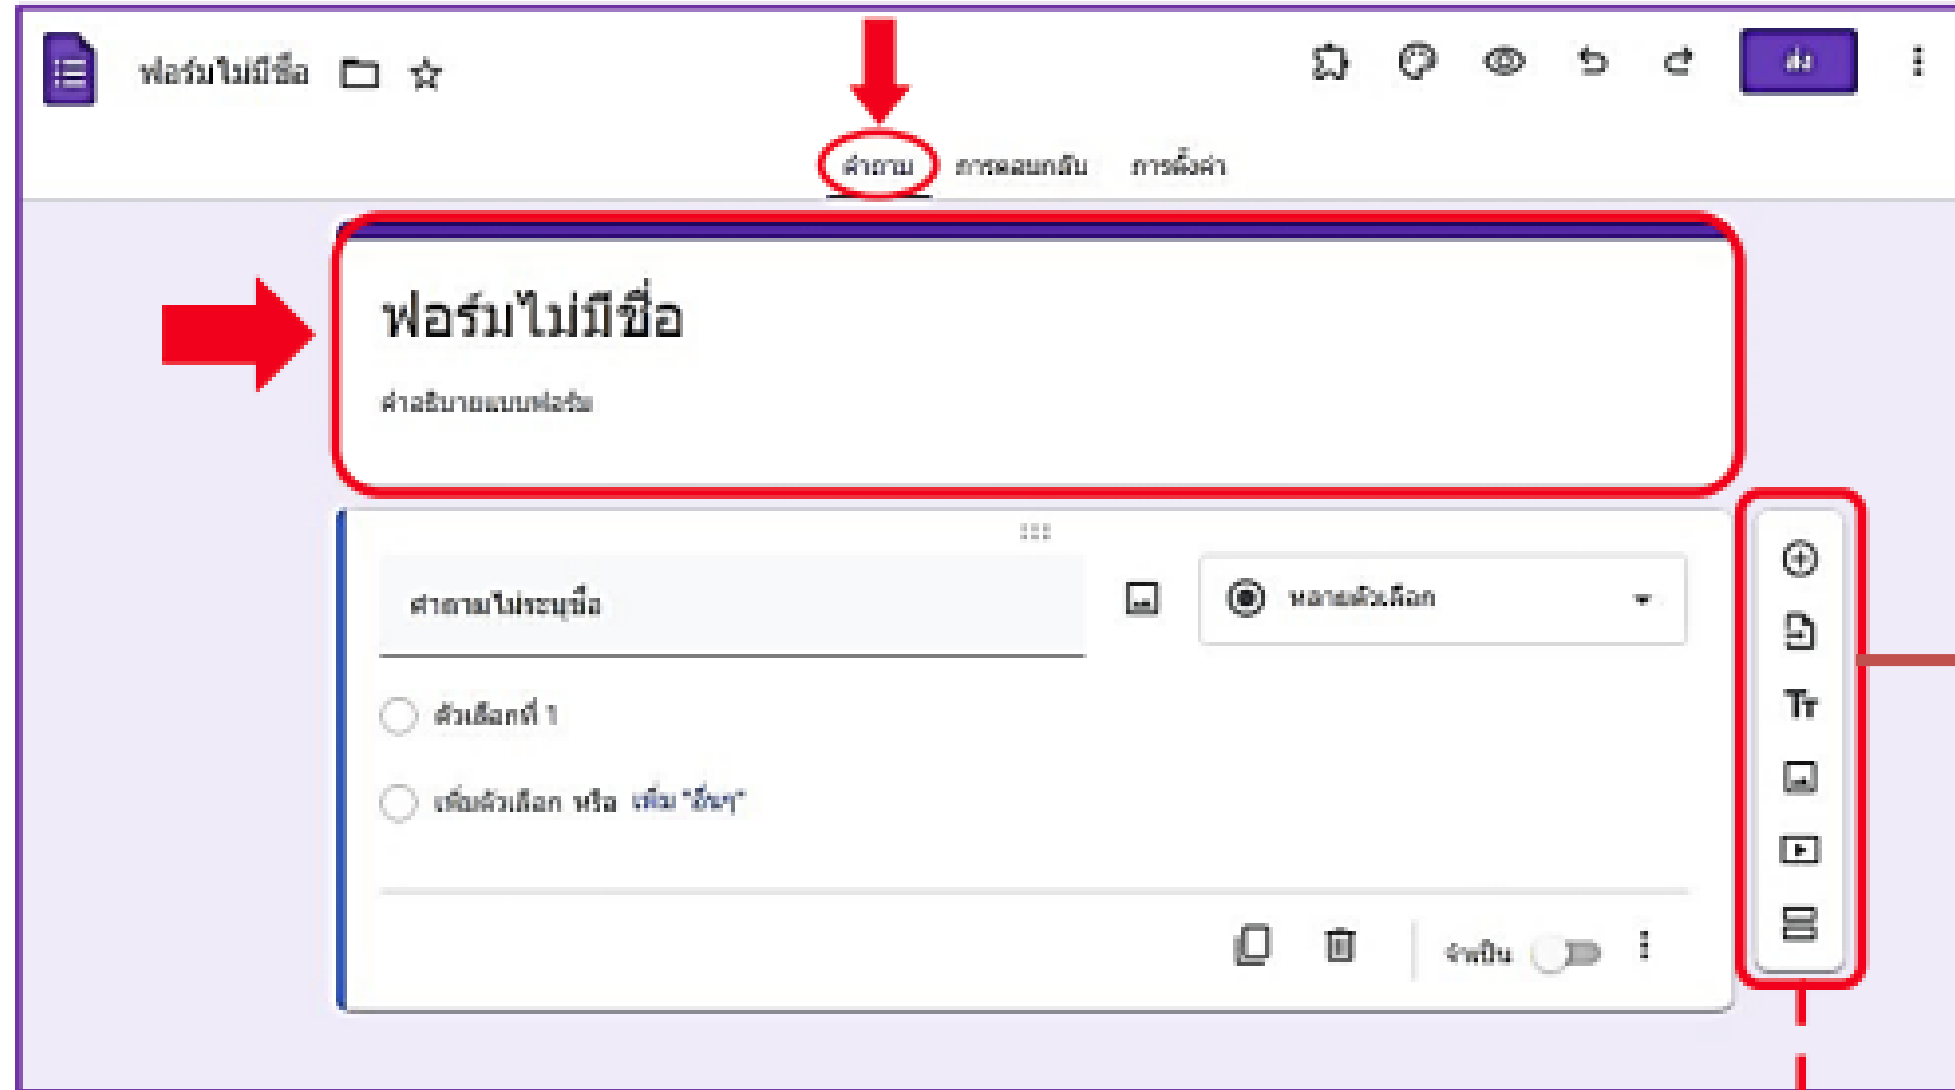 ฟอร์มไม่มีชื่อ
ส่ง
คำถาม การตอบกลับ การตั้งค่า
ฟอร์มไม่มีชื่อ
คำอธิบายแบบฟอร์ม
คำถามไม่ระบุชื่อ
หลายตัวเลือก
ตัวเลือกที่ 1
เพิ่มตัวเลือก หรือ เพิ่ม "อื่นๆ"
จำเป็น